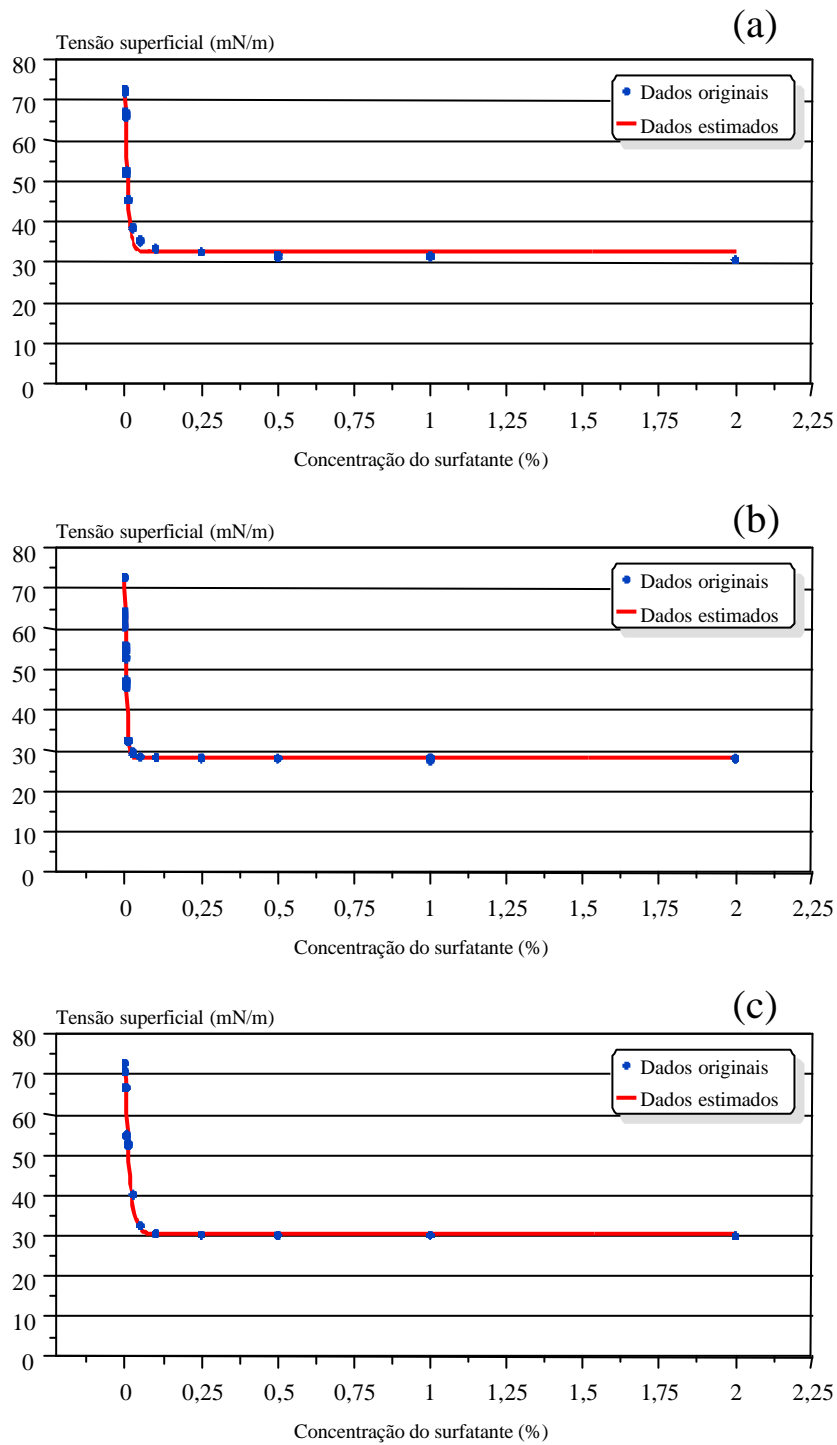 (a)
Tensão superficial (mN/m)
80
70
60
50
40
30
20
10
0
Dados originais
Dados estimados
0 0,25 0,5 0,75 1 1,25 1,5 1,75 2 2,25
Concentração do surfatante (%)
(b)
Tensão superficial (mN/m)
80
70
60
50
40
30
20
10
0
Dados originais
Dados estimados
0 0,25 0,5 0,75 1 1,25 1,5 1,75 2 2,25
Concentração do surfatante (%)
(c)
Tensão superficial (mN/m)
80
70
60
50
40
30
20
10
0
Dados originais
Dados estimados
0 0,25 0,5 0,75 1 1,25 1,5 1,75 2 2,25
Concentração do surfatante (%)